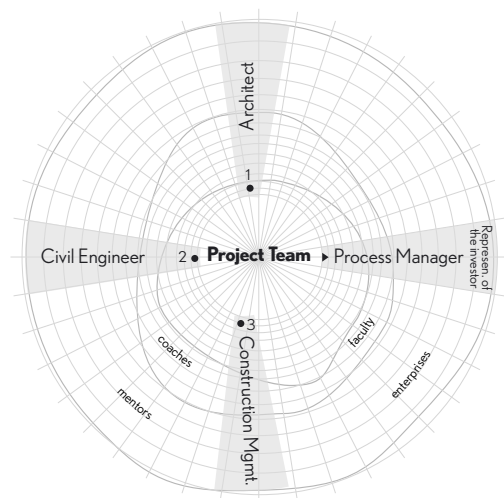 Architect
1
Civil Engineer
2
Project Team
Process Manager
Represen. of
the investor
3
Construction Mgmt.
coaches
faculty
mentors
enterprises